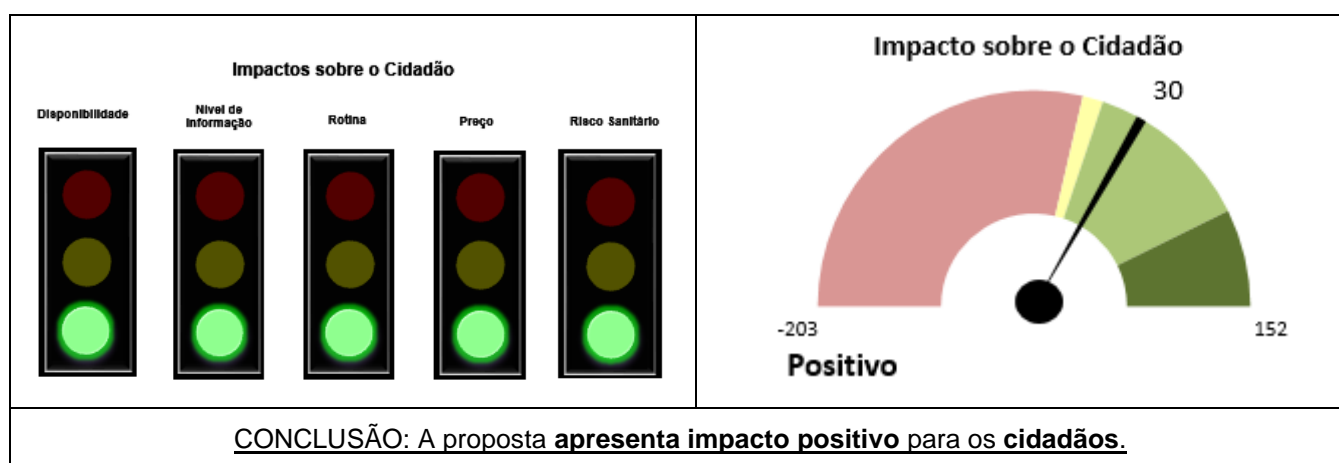 Impactos sobre o Cidadão
Disponibilidade
Nivel de
Informação
Rotina
Preço
Risco Sanitário
Impacto sobre o Cidadão
30
-203
152
Positivo
CONCLUSÃO: A proposta apresenta impacto positivo para os cidadãos.